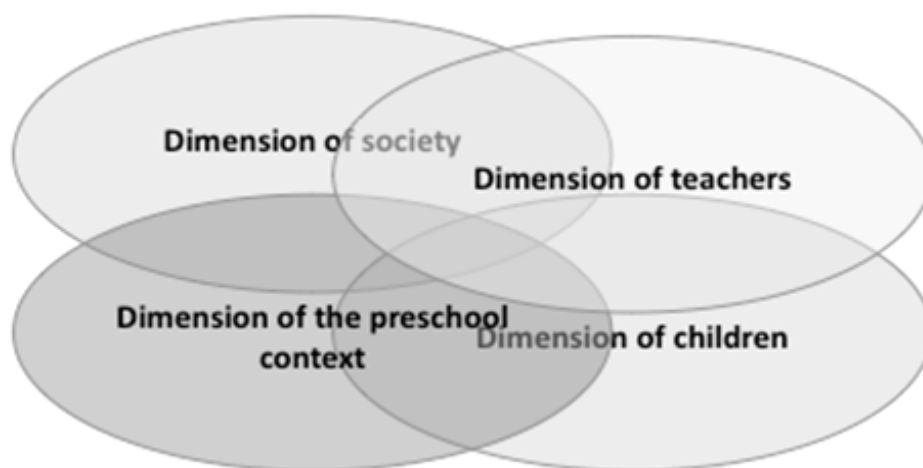 Dimension of society
Dimension of teachers
Dimension of the preschool
context
Dimension of children